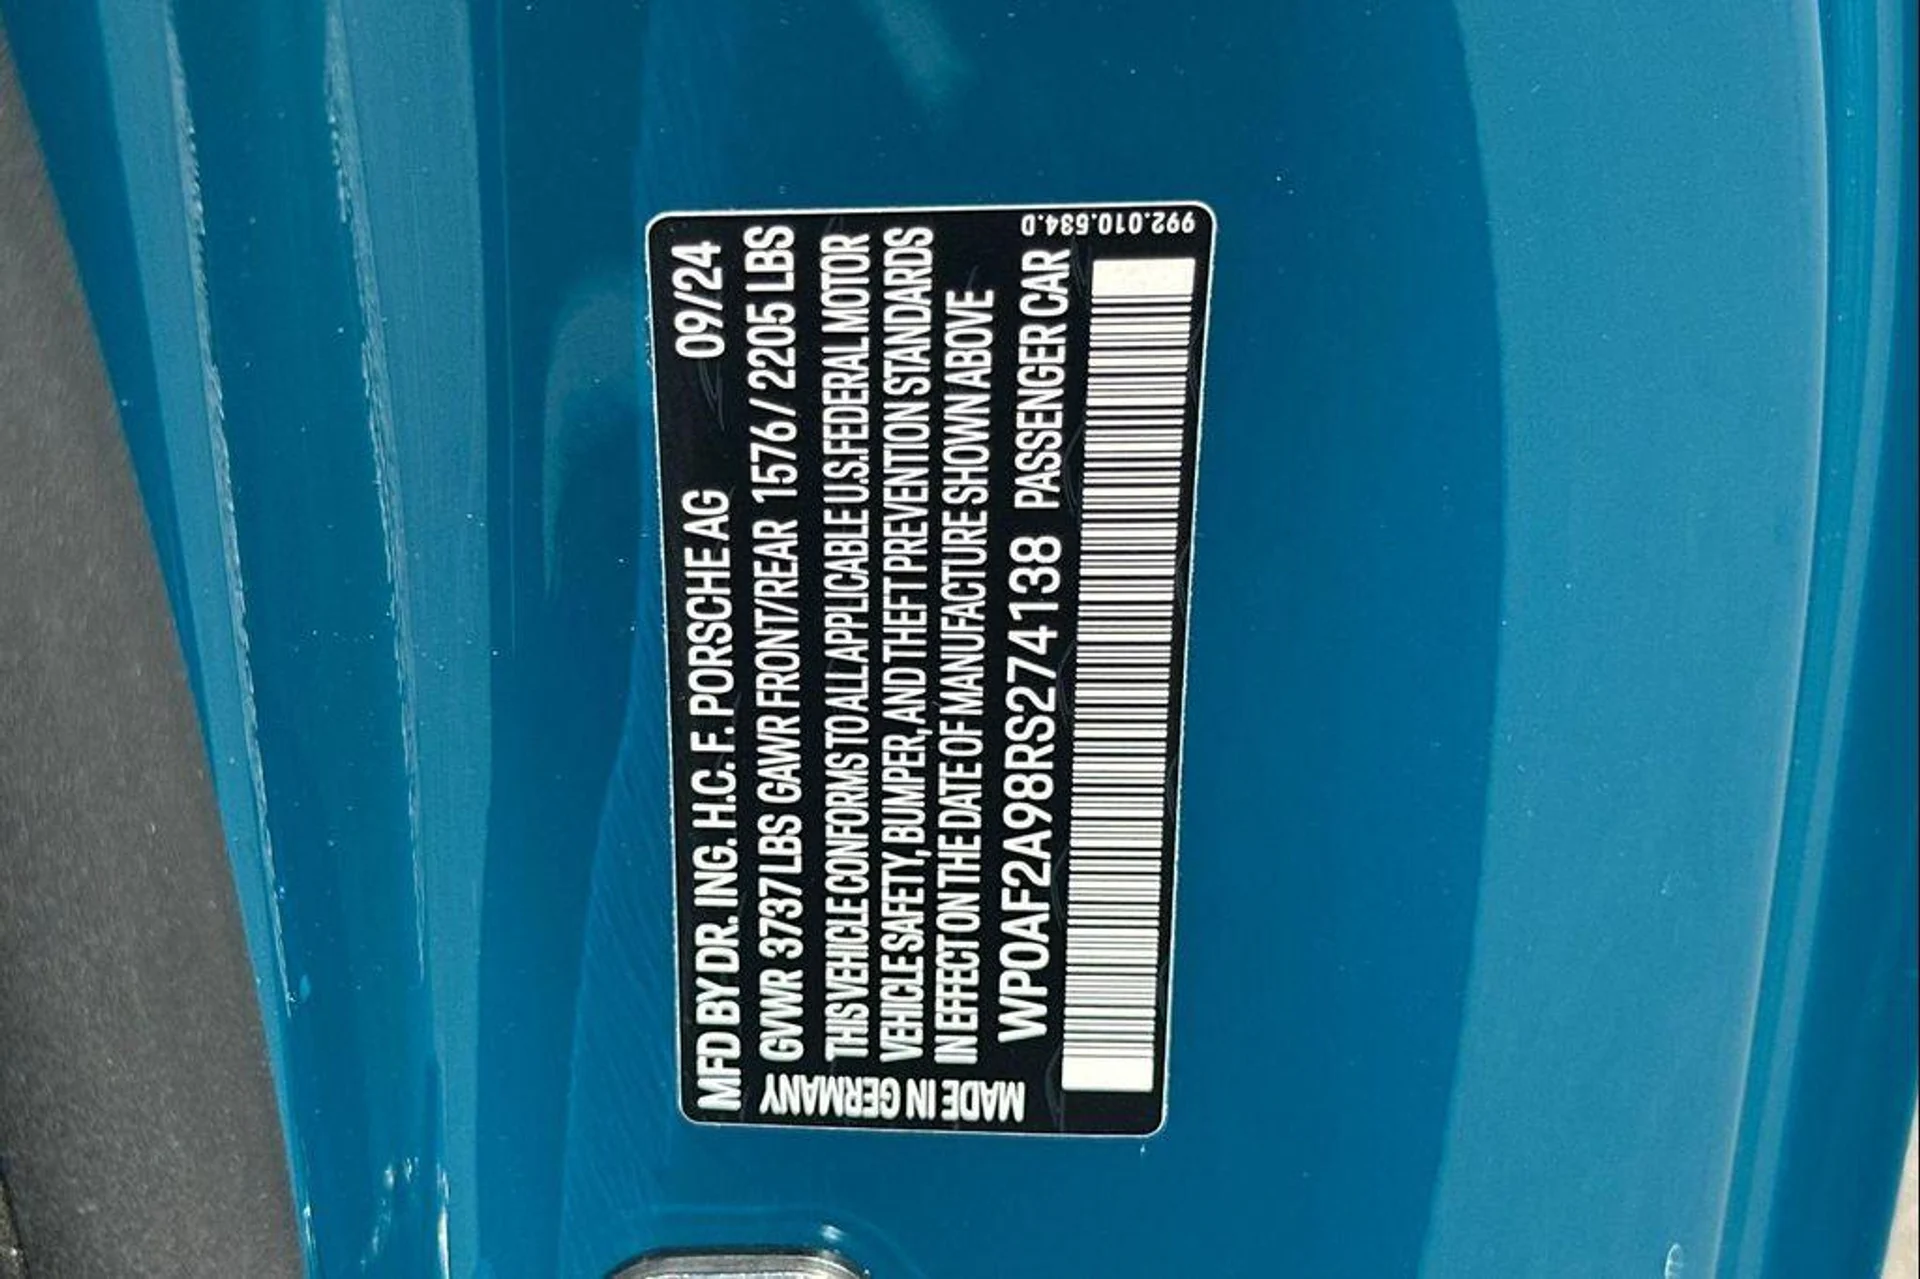 MFD BY DR. ING. H.C. F. PORSCHE AG 09/24
GVWR 3737LBS GAWR FRONT/REAR 1576/2205 LBS
THIS VEHICLE CONFORMS TO ALL APPLICABLE U.S. FEDERAL MOTOR
VEHICLE SAFETY, BUMPER, AND THEFT PREVENTION STANDARDS
IN EFFECT ON THE DATE OF MANUFACTURE SHOWN ABOVE
WP0AF2A98RS274138 PASSENGER CAR
MADE IN GERMANY
992.010.534.D